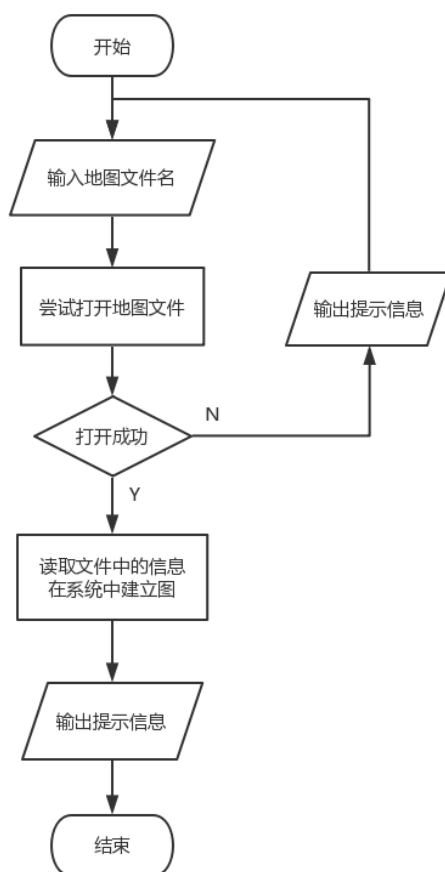 开始
输入地图文件名
尝试打开地图文件
输出提示信息
打开成功
N
Y
读取文件中的信息
在系统中建立图
输出提示信息
结束